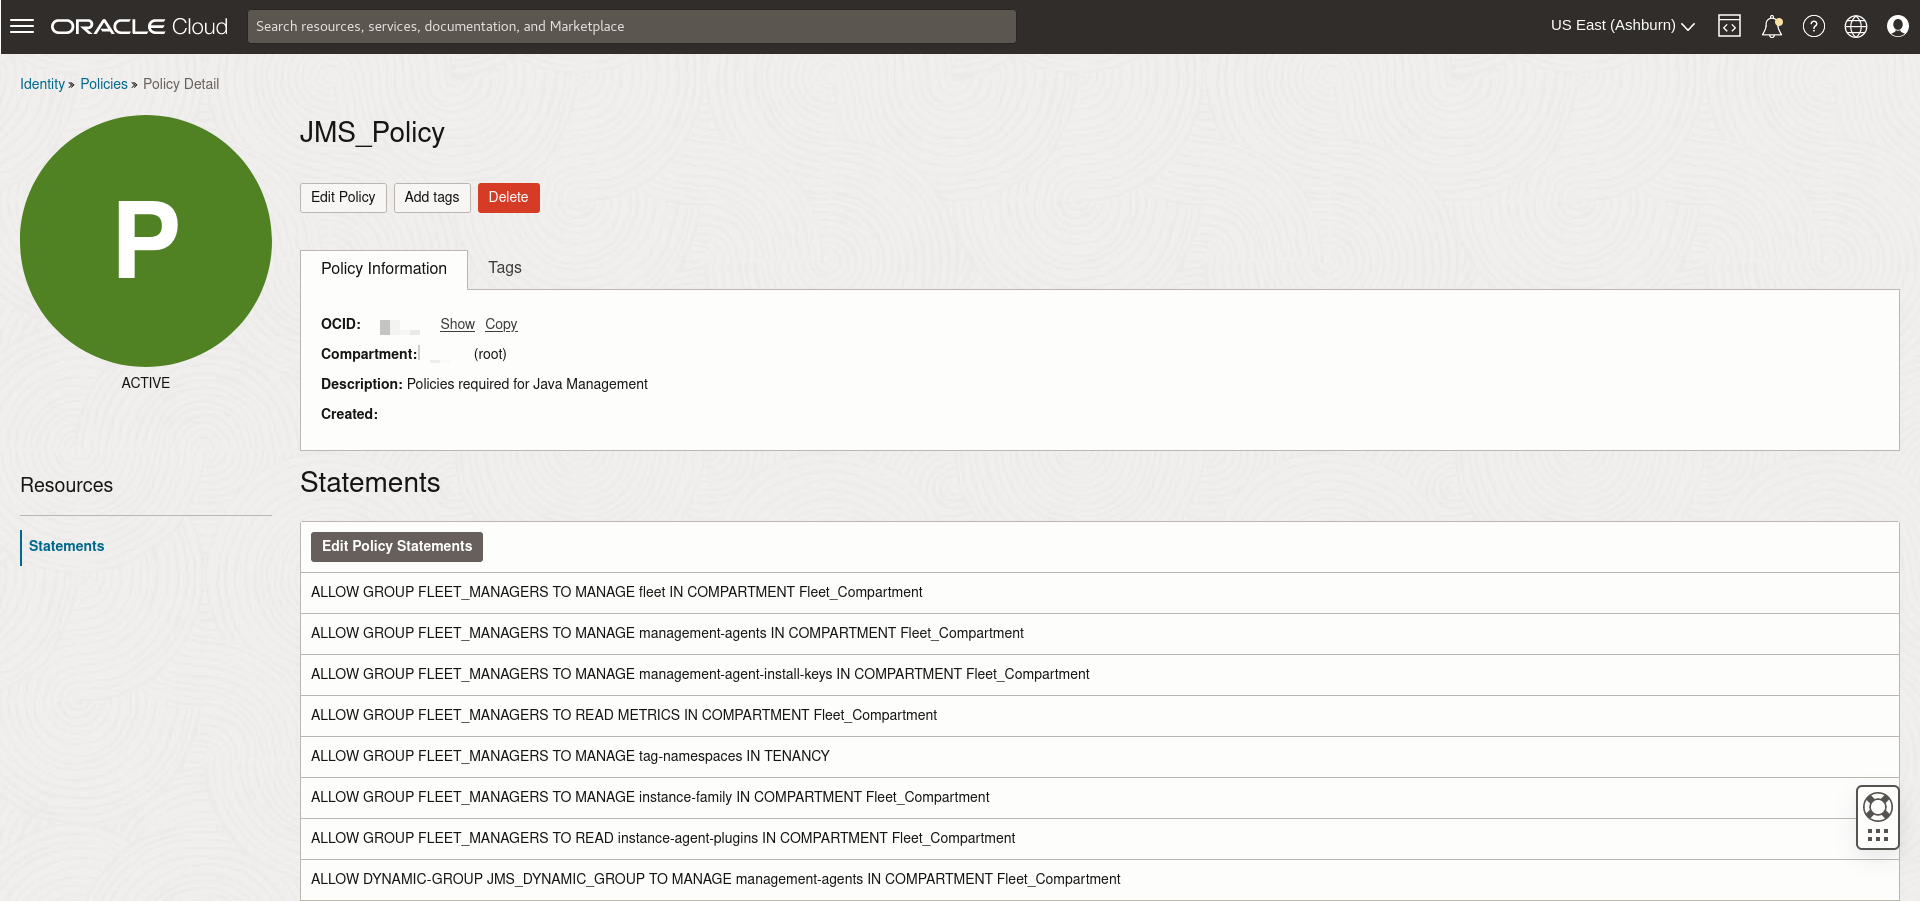 ORACLE Cloud
Search resources, services, documentation, and Marketplace
US East (Ashburn)
Identity » Policies » Policy Detail
P
ACTIVE
JMS_Policy
Edit Policy
Add tags
Delete
Policy Information
Tags
OCID: Show Copy
Compartment: (root)
Description: Policies required for Java Management
Created:
Resources
Statements
Statements
Edit Policy Statements
ALLOW GROUP FLEET_MANAGERS TO MANAGE fleet IN COMPARTMENT Fleet_Compartment
ALLOW GROUP FLEET_MANAGERS TO MANAGE management-agents IN COMPARTMENT Fleet_Compartment
ALLOW GROUP FLEET_MANAGERS TO MANAGE management-agent-install-keys IN COMPARTMENT Fleet_Compartment
ALLOW GROUP FLEET_MANAGERS TO READ METRICS IN COMPARTMENT Fleet_Compartment
ALLOW GROUP FLEET_MANAGERS TO MANAGE tag-namespaces IN TENANCY
ALLOW GROUP FLEET_MANAGERS TO MANAGE instance-family IN COMPARTMENT Fleet_Compartment
ALLOW GROUP FLEET_MANAGERS TO READ instance-agent-plugins IN COMPARTMENT Fleet_Compartment
ALLOW DYNAMIC-GROUP JMS_DYNAMIC_GROUP TO MANAGE management-agents IN COMPARTMENT Fleet_Compartment